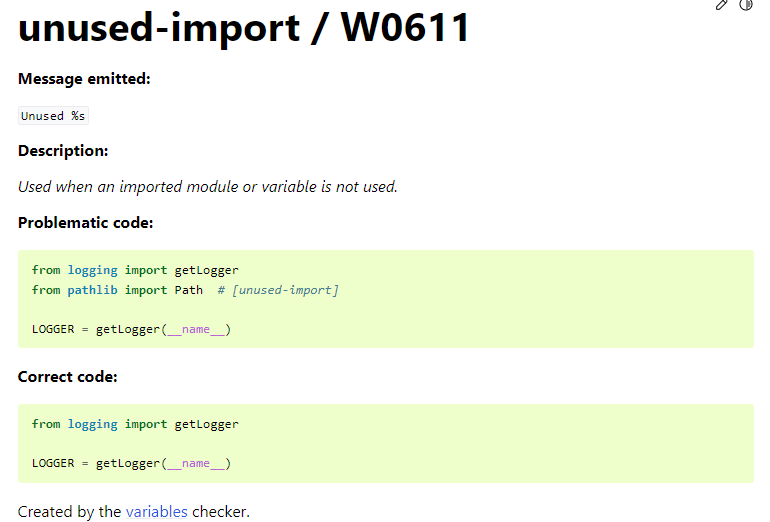 unused-import / W0611
Message emitted:
Unused %s
Description:
Used when an imported module or variable is not used.
Problematic code:
from logging import getLogger
from pathlib import Path  # [unused-import]
LOGGER = getLogger(__name__)
Correct code:
from logging import getLogger
LOGGER = getLogger(__name__)
Created by the variables checker.